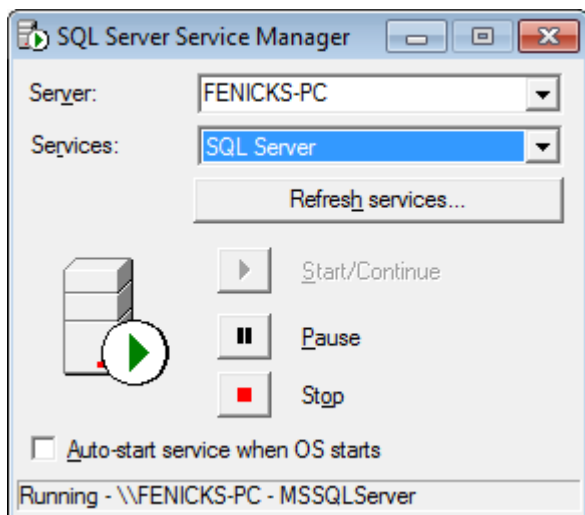 SQL Server Service Manager
Server: FENICKS-PC
Services: SQL Server
Refresh services...
Start/Continue
Pause
Stop
Auto-start service when OS starts
Running - \\FENICKS-PC - MSSQLServer